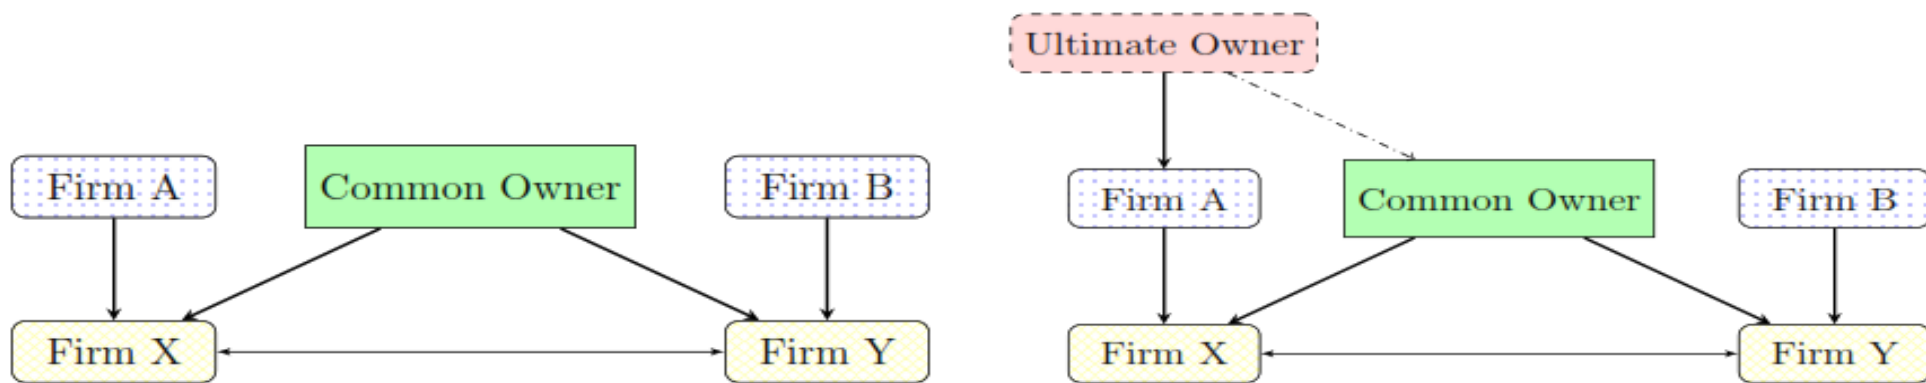 Firm A
Common Owner
Firm B
Firm X
Firm Y
Ultimate Owner
Firm A
Common Owner
Firm B
Firm X
Firm Y